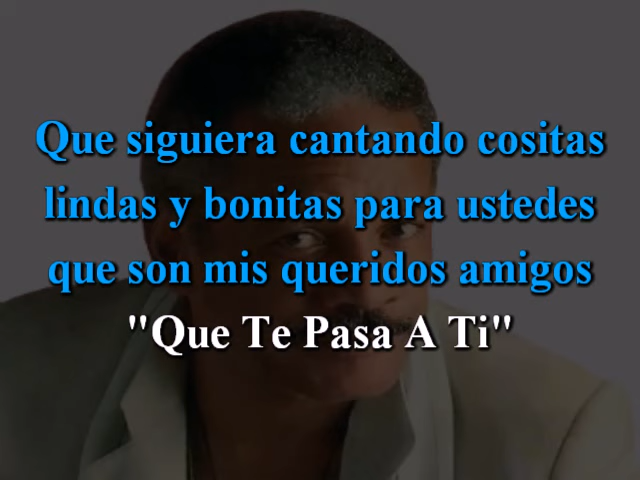 Que siguiera cantando cositas
lindas y bonitas para ustedes
que son mis queridos amigos
"Que Te Pasa A Ti"